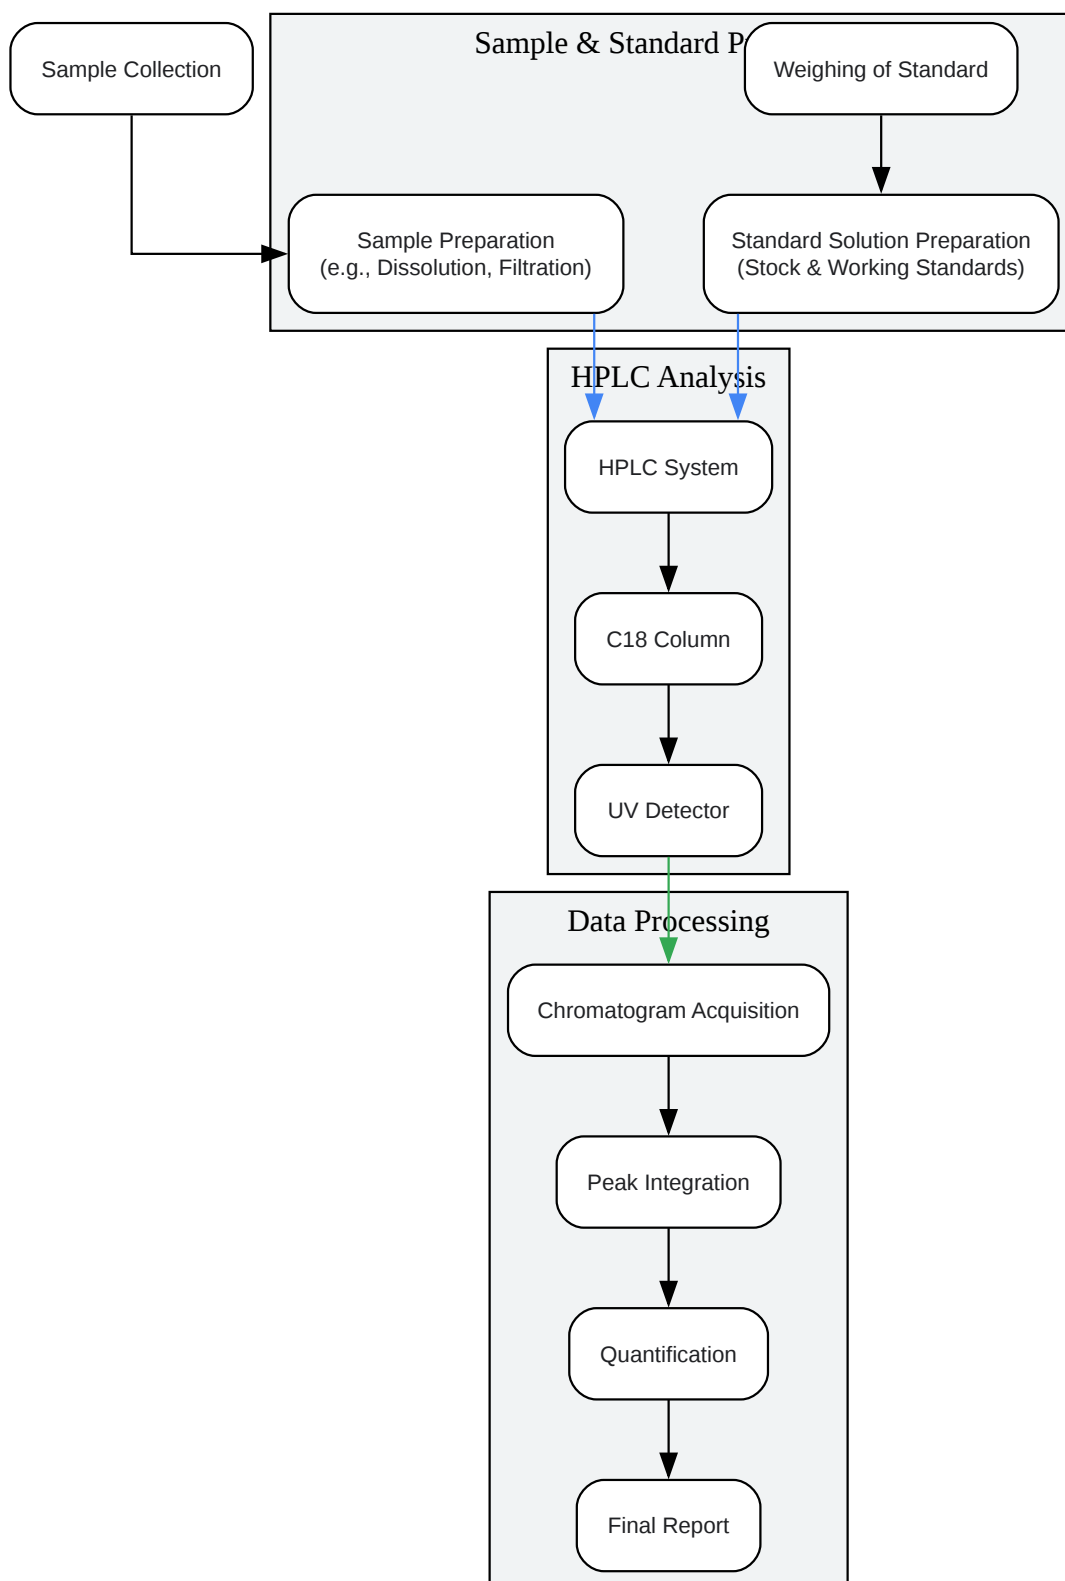 Sample Collection
Sample & Standard P
Weighing of Standard
Sample Preparation
(e.g., Dissolution, Filtration)
Standard Solution Preparation
(Stock & Working Standards)
HPLC Analysis
HPLC System
C18 Column
UV Detector
Data Processing
Chromatogram Acquisition
Peak Integration
Quantification
Final Report